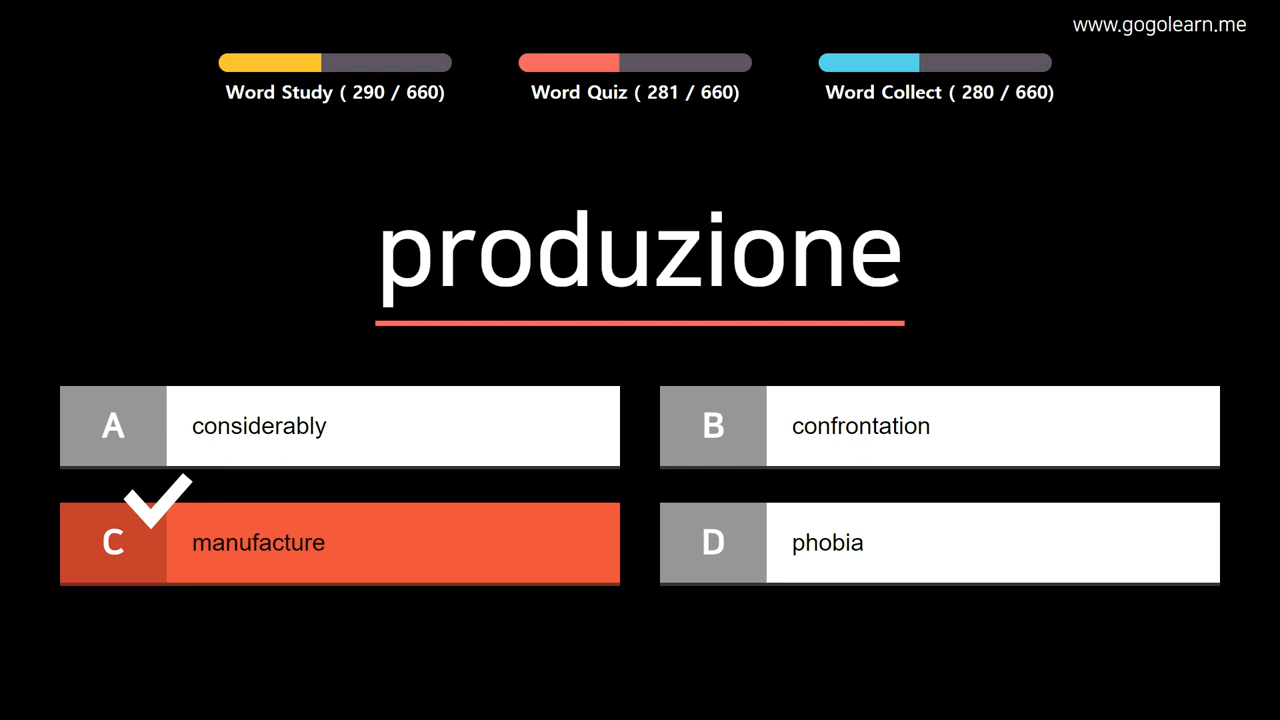 www.gogolearn.me
Word Study ( 290 / 660)
Word Quiz ( 281 / 660)
Word Collect ( 280 / 660)
produzione
A considerably
B confrontation
C manufacture
D phobia